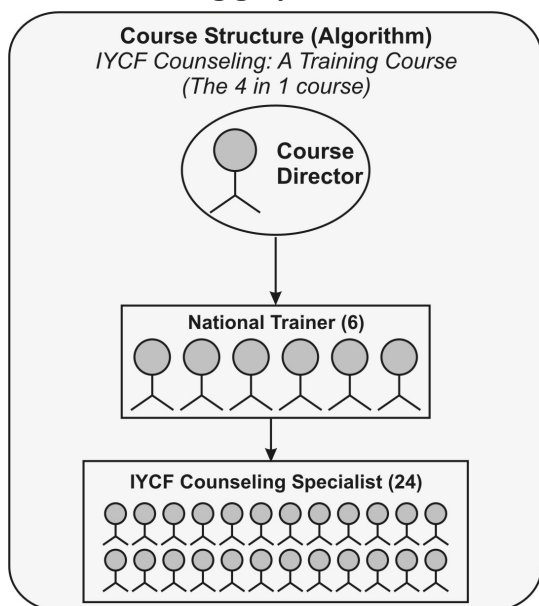 Course Structure (Algorithm)
IYCF Counseling: A Training Course
(The 4 in 1 course)
Course
Director
National Trainer (6)
IYCF Counseling Specialist (24)